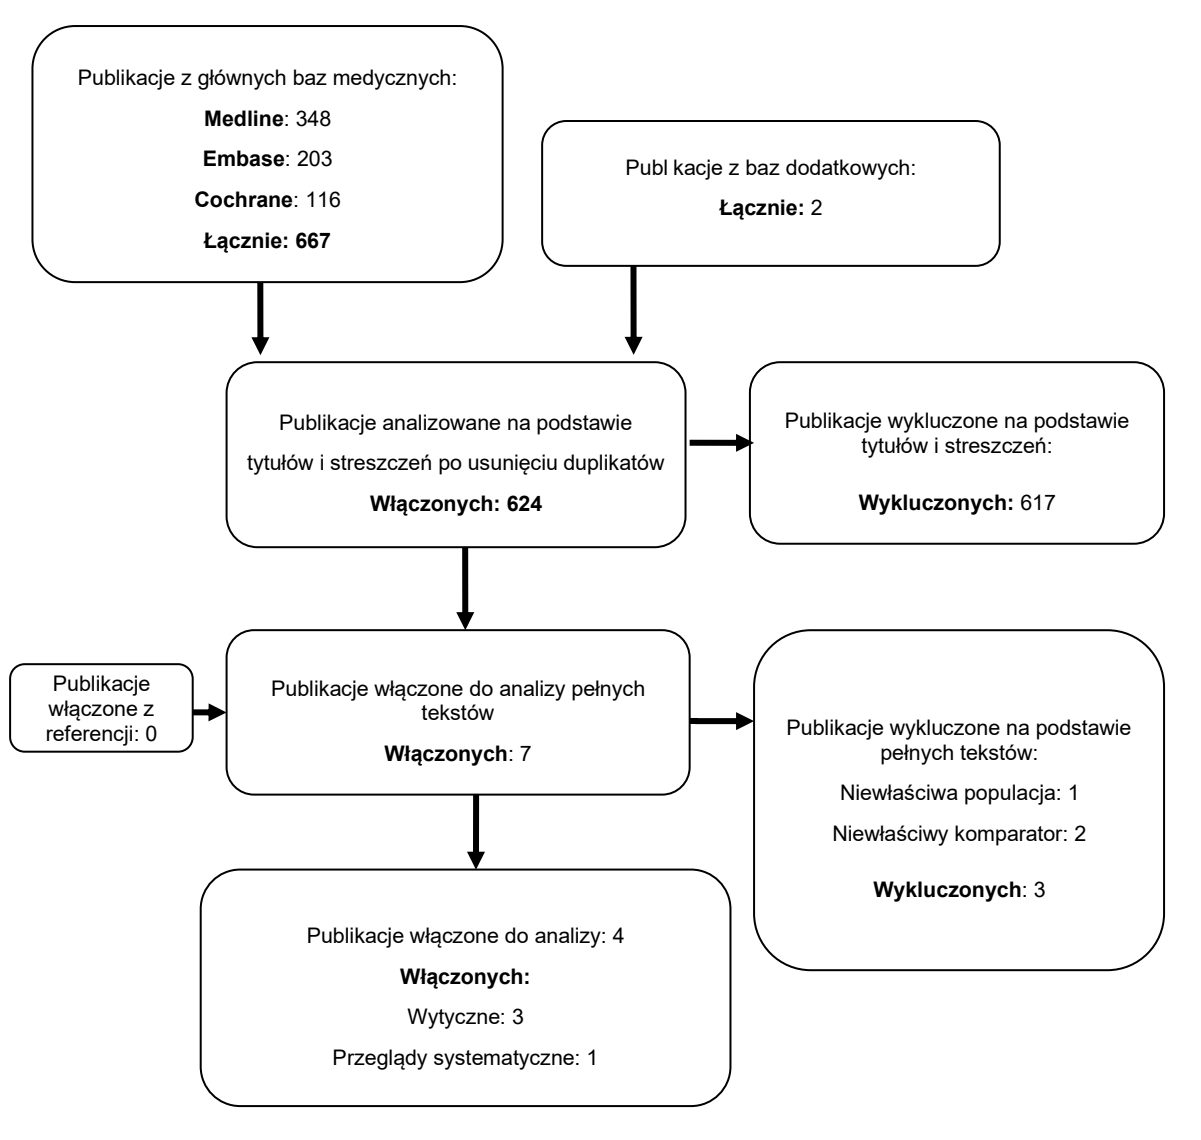 Publikacje z głównych baz medycznych:
Medline: 348
Embase: 203
Cochrane: 116
Łącznie: 667
Publ kacje z baz dodatkowych:
Łącznie: 2
Publikacje analizowane na podstawie
tytułów i streszczeń po usunięciu duplikatów
Włączonych: 624
Publikacje wykluczone na podstawie
tytułów i streszczeń:
Wykluczonych: 617
Publikacje
włączone z
referencji: 0
Publikacje włączone do analizy pełnych
tekstów
Włączonych: 7
Publikacje wykluczone na podstawie
pełnych tekstów:
Niewłaściwa populacja: 1
Niewłaściwy komparator: 2
Wykluczonych: 3
Publikacje włączone do analizy: 4
Włączonych:
Wytyczne: 3
Przeglądy systematyczne: 1